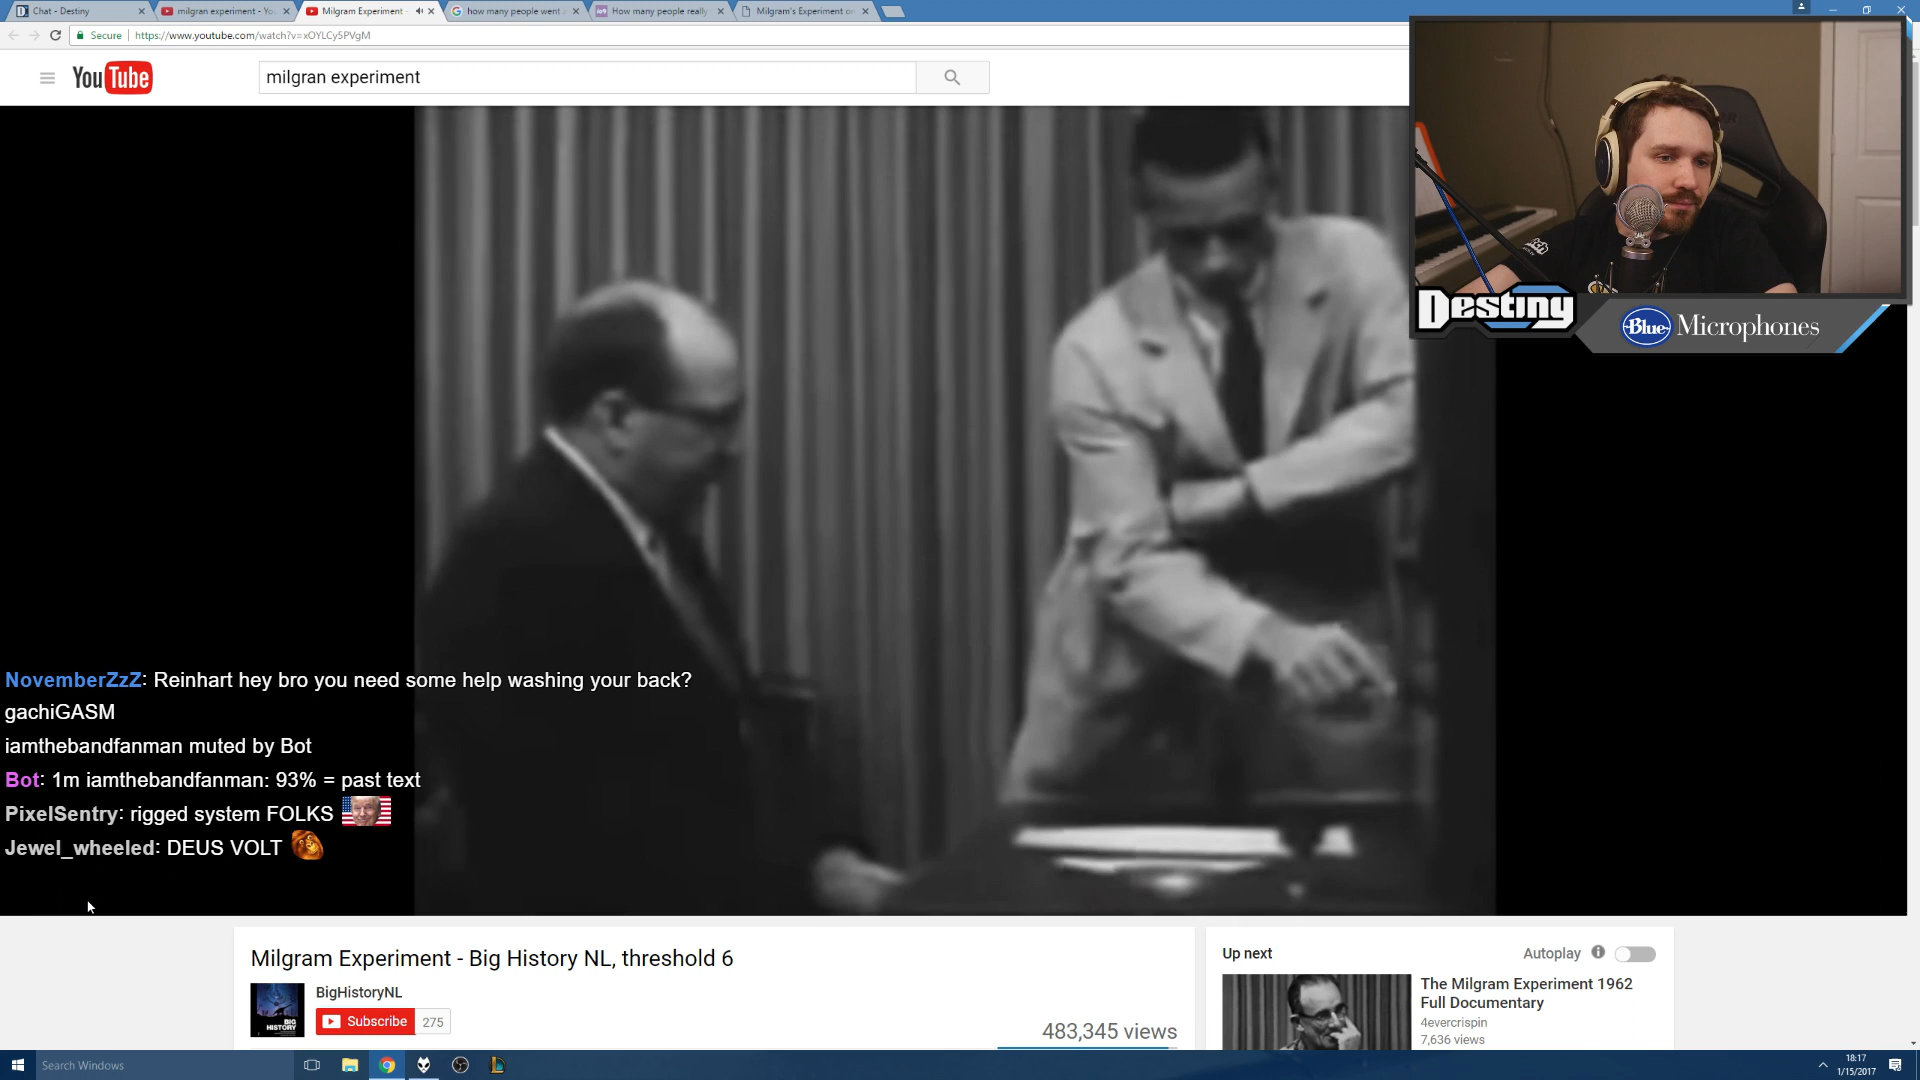 Chat - Destiny
milgran experiment - Yo
Milgram Experiment
how many people went
How many people really
Milgram's Experiment o
Secure
https://www.youtube.com/watch?v=xOYLCy5PVgM
YouTube
milgran experiment
Destiny
Blue Microphones
NovemberZzZ: Reinhart hey bro you need some help washing your back?
gachiGASM
iamthebandfanman muted by Bot
Bot: 1m iamthebandfanman: 93% = past text
PixelSentry: rigged system FOLKS
Jewel_wheeled: DEUS VOLT
Milgram Experiment - Big History NL, threshold 6
BigHistoryNL
BIG
HISTORY
Subscribe 275
483,345 views
Up next
Autoplay
The Milgram Experiment 1962
Full Documentary
4evercrispin
7,636 views
Search Windows
18:17
1/15/2017